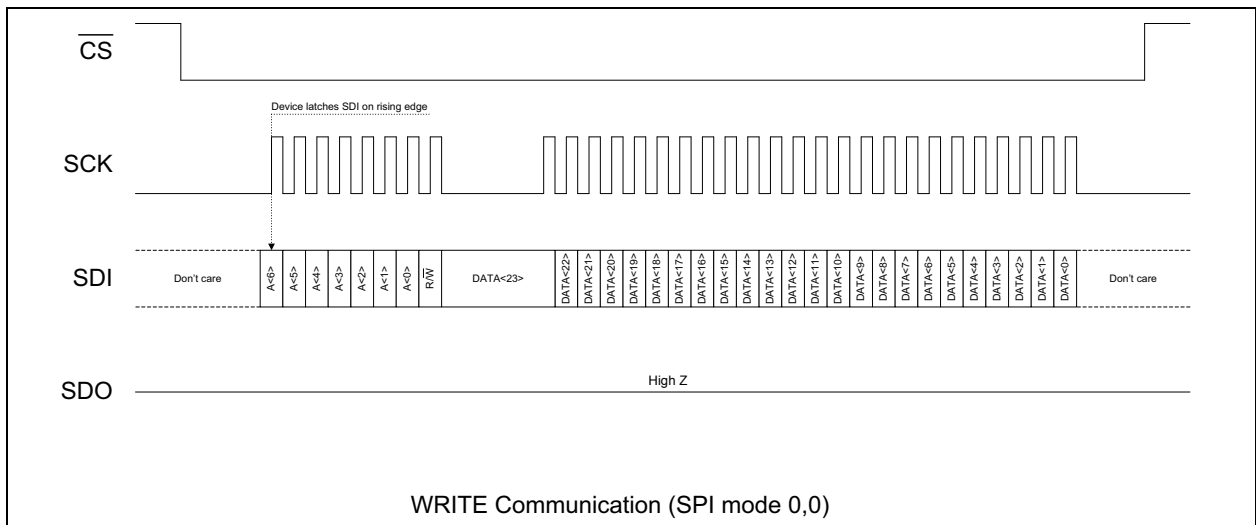 CS
Device latches SDI on rising edge
SCK
SDI
Don't care
A<6>
A<5>
A<4>
A<3>
A<2>
A<1>
A<0>
R/W
DATA<23>
DATA<22>
DATA<21>
DATA<20>
DATA<19>
DATA<18>
DATA<17>
DATA<16>
DATA<15>
DATA<14>
DATA<13>
DATA<12>
DATA<11>
DATA<10>
DATA<9>
DATA<8>
DATA<7>
DATA<6>
DATA<5>
DATA<4>
DATA<3>
DATA<2>
DATA<1>
DATA<0>
Don't care
SDO
High Z
WRITE Communication (SPI mode 0,0)